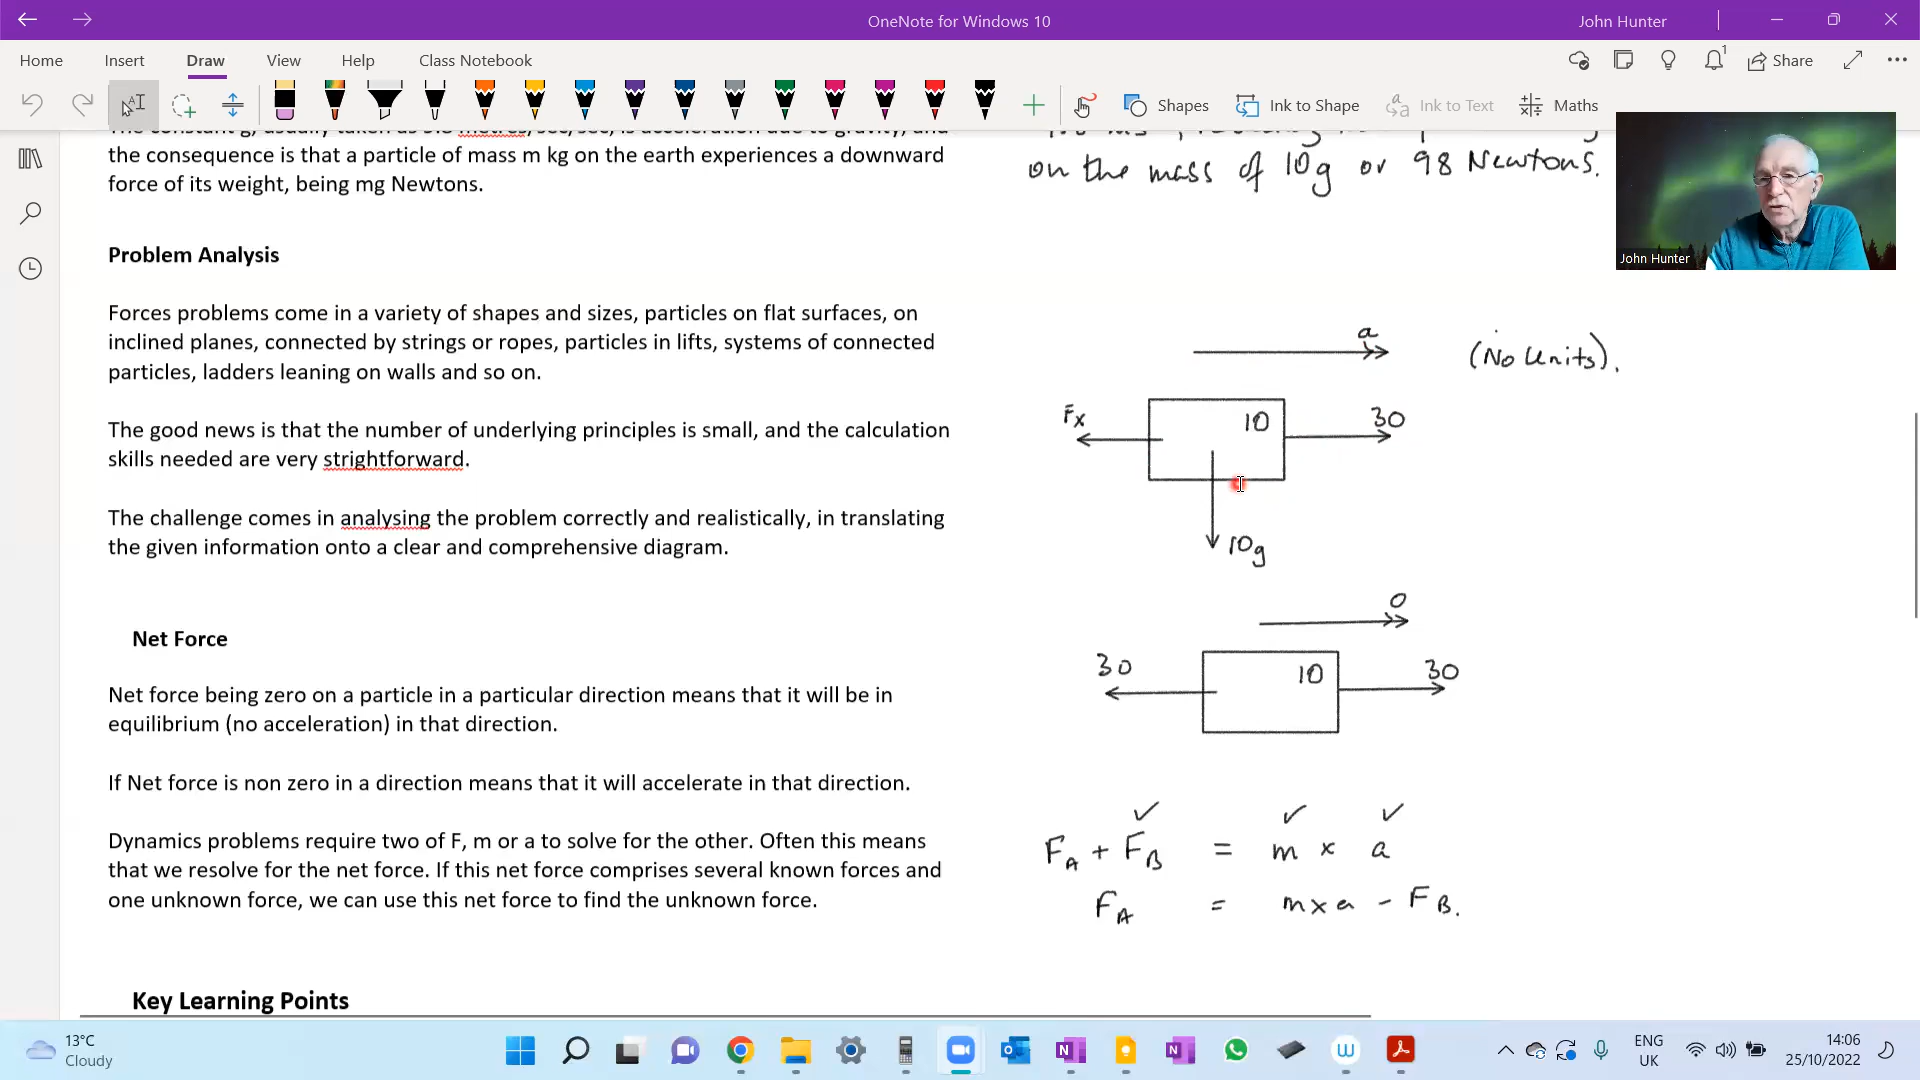 OneNote for Windows 10
John Hunter
Home Insert Draw View Help Class Notebook
1
Share
Shapes Ink to Shape Ink to Text Maths
the consequence is that a particle of mass m kg on the earth experiences a downward
force of its weight, being mg Newtons.
on the mass of 10g or 98 Newtons.
John Hunter
Problem Analysis
Forces problems come in a variety of shapes and sizes, particles on flat surfaces, on
inclined planes, connected by strings or ropes, particles in lifts, systems of connected
particles, ladders leaning on walls and so on.
The good news is that the number of underlying principles is small, and the calculation
skills needed are very strightforward.
The challenge comes in analysing the problem correctly and realistically, in translating
the given information onto a clear and comprehensive diagram.
a
(No Units).
Fx 10 30
10g
Net Force
Net force being zero on a particle in a particular direction means that it will be in
equilibrium (no acceleration) in that direction.
If Net force is non zero in a direction means that it will accelerate in that direction.
Dynamics problems require two of F, m or a to solve for the other. Often this means
that we resolve for the net force. If this net force comprises several known forces and
one unknown force, we can use this net force to find the unknown force.
0
30 10 30
✓ ✓ ✓
F_A + F_B = m x a
F_A = m x a - F_B.
Key Learning Points
13°C
Cloudy
ENG
UK
14:06
25/10/2022